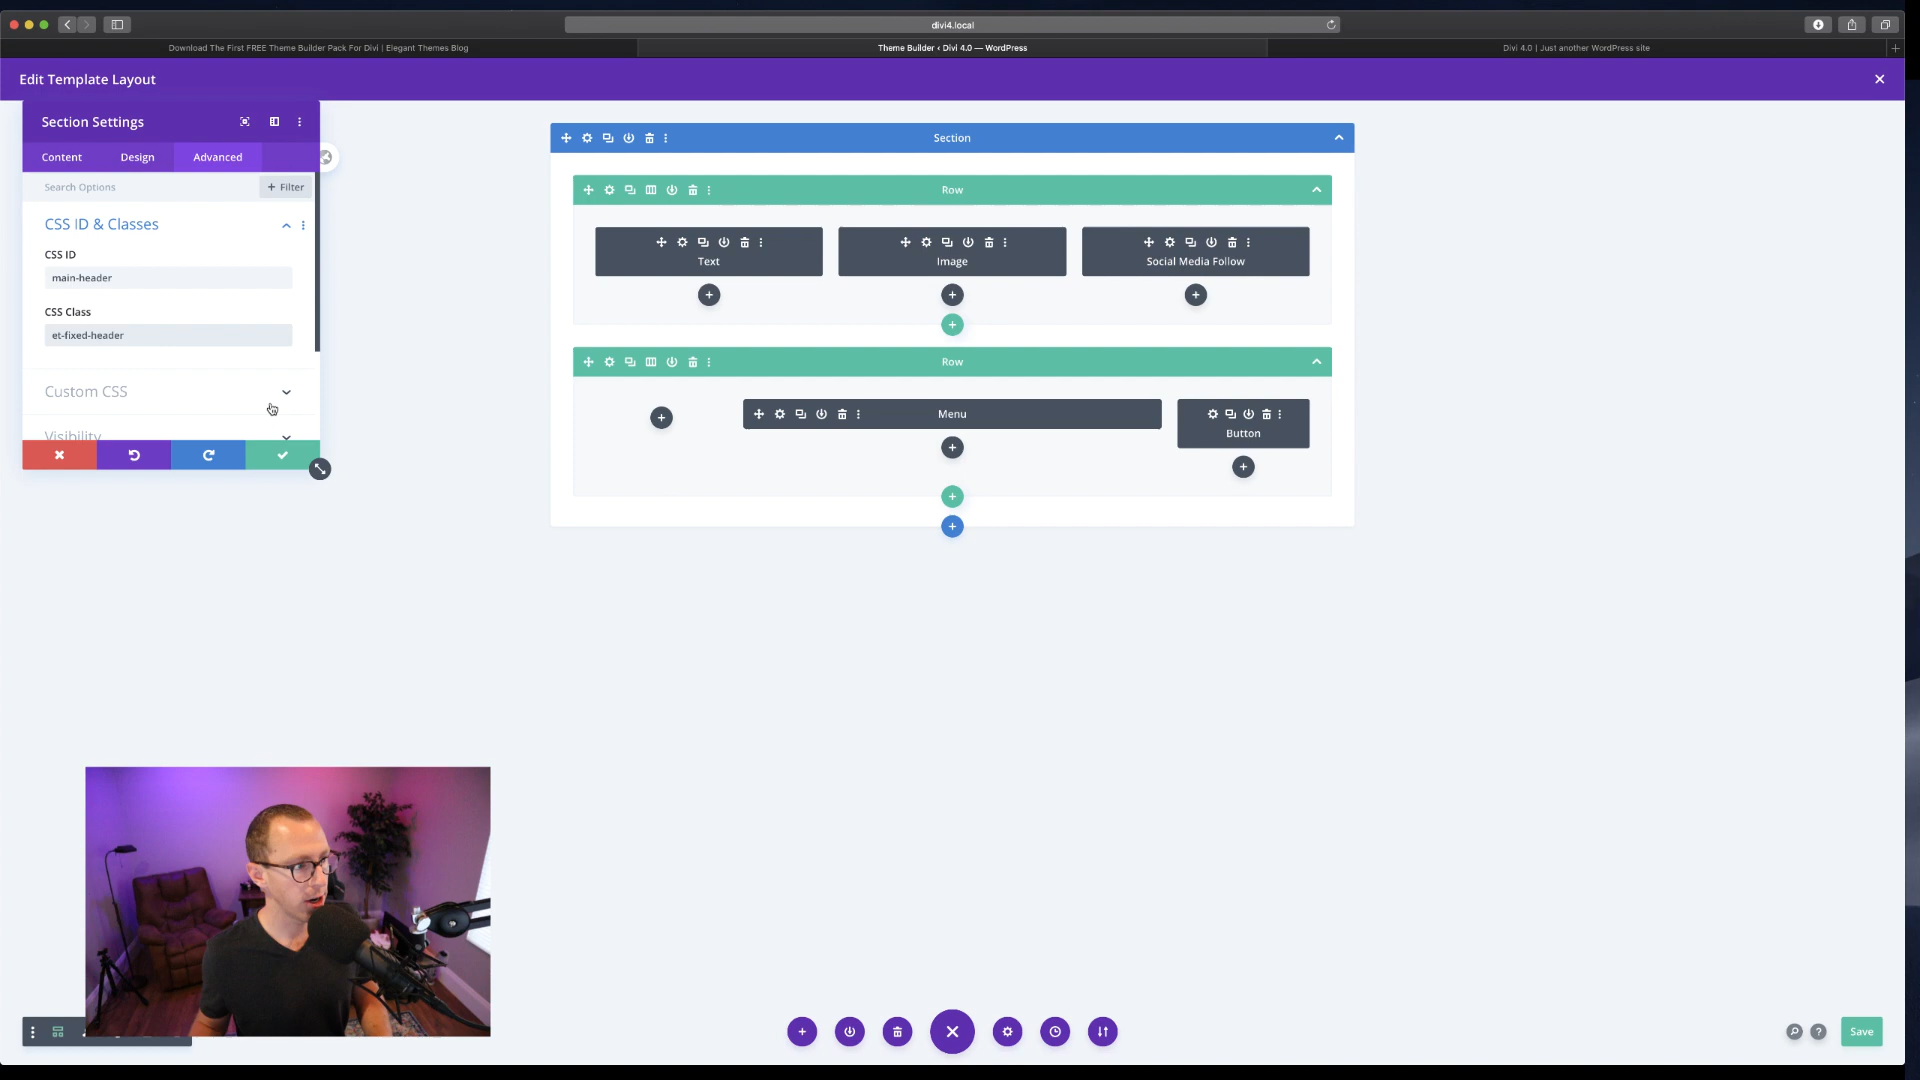 divi4.local
Download The First FREE Theme Builder Pack For Divi | Elegant Themes Blog
Theme Builder ‹ Divi 4.0 — WordPress
Divi 4.0 | Just another WordPress site
Edit Template Layout
Section Settings
Content
Design
Advanced
Search Options
+ Filter
CSS ID & Classes
CSS ID
main-header
CSS Class
et-fixed-header
Custom CSS
Visibility
Section
Row
Text
Image
Social Media Follow
Row
Menu
Button
Save